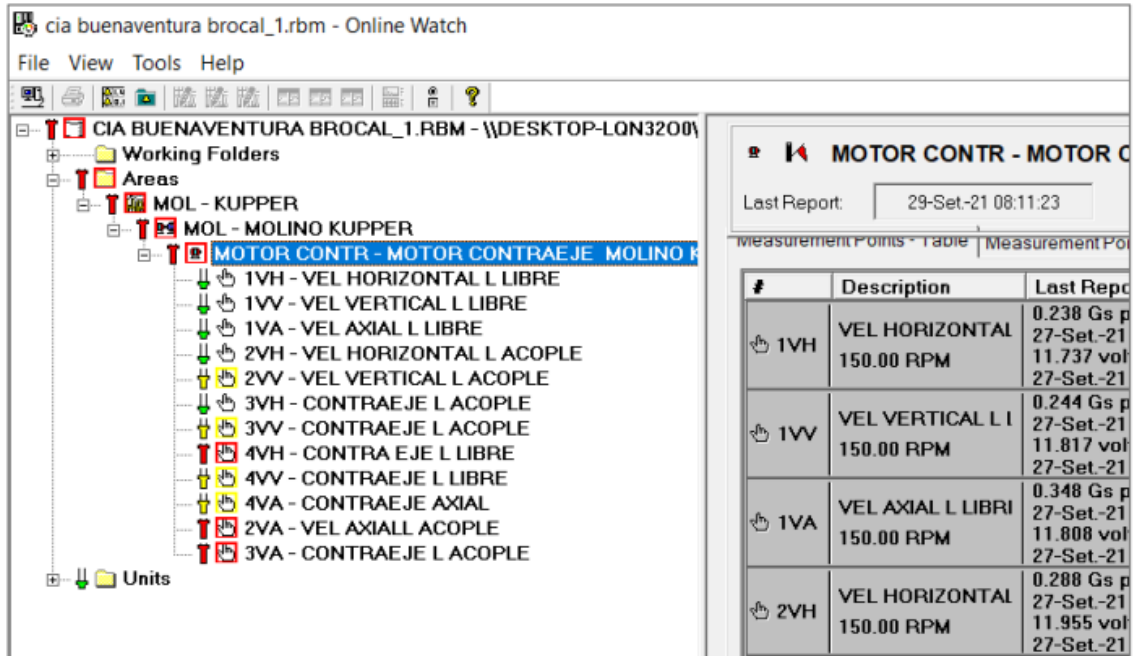 cia buenaventura brocal_1.rbm - Online Watch
File View Tools Help
CIA BUENAVENTURA BROCAL_1.RBM - \\DESKTOP-LQN32O0\
Working Folders
Areas
MOL - KUPPER
MOL - MOLINO KUPPER
MOTOR CONTR - MOTOR CONTRAEJE MOLINO K
1VH - VEL HORIZONTAL L LIBRE
1VV - VEL VERTICAL L LIBRE
1VA - VEL AXIAL L LIBRE
2VH - VEL HORIZONTAL L ACOPLE
2VV - VEL VERTICAL L ACOPLE
3VH - CONTRAEJE L ACOPLE
3VV - CONTRAEJE L ACOPLE
4VH - CONTRA EJE L LIBRE
4VV - CONTRAEJE L LIBRE
4VA - CONTRAEJE AXIAL
2VA - VEL AXIALL ACOPLE
3VA - CONTRAEJE L ACOPLE
Units
MOTOR CONTR - MOTOR C
Last Report: 29-Set.-21 08:11:23
Measurement Points - Table Measurement Poi
# Description Last Repo
1VH
VEL HORIZONTAL
150.00 RPM
0.238 Gs p
27-Set.-21
11.737 vol
27-Set.-21
1VV
VEL VERTICAL L L
150.00 RPM
0.244 Gs p
27-Set.-21
11.817 vol
27-Set.-21
1VA
VEL AXIAL L LIBRI
150.00 RPM
0.348 Gs p
27-Set.-21
11.808 vol
27-Set.-21
2VH
VEL HORIZONTAL
150.00 RPM
0.288 Gs p
27-Set.-21
11.955 vol
27-Set.-21